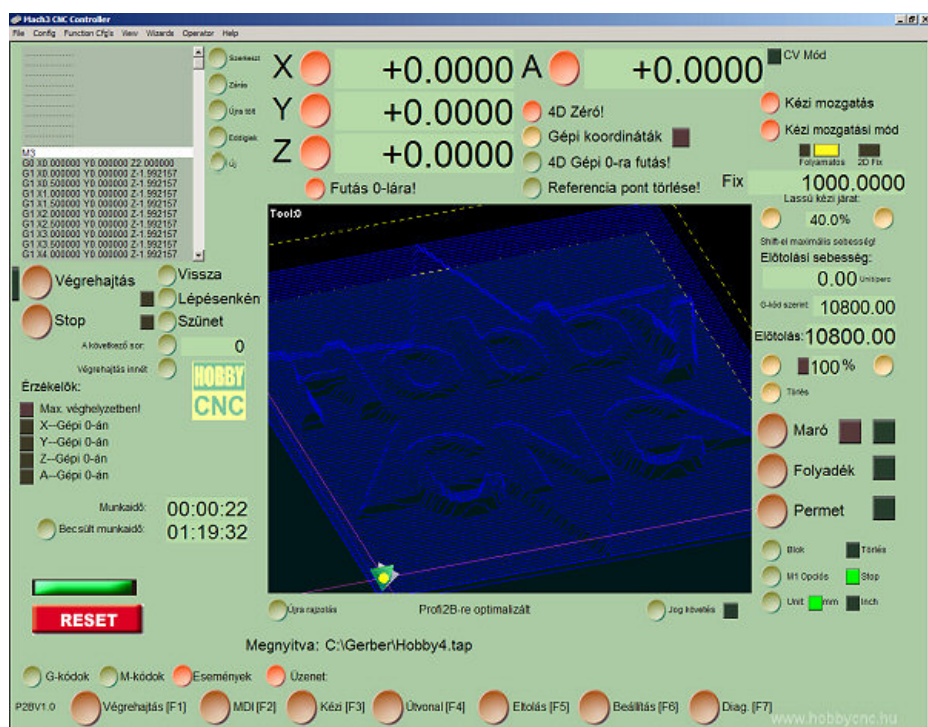 Mach3 CNC Controller
File Config Function Cfg's View Wizards Operator Help
M3
G0 X0.000000 Y0.000000 Z2.000000
G1 X0.000000 Y0.000000 Z-1.992157
G1 X0.500000 Y0.000000 Z-1.992157
G1 X1.000000 Y0.000000 Z-1.992157
G1 X1.500000 Y0.000000 Z-1.992157
G1 X2.000000 Y0.000000 Z-1.992157
G1 X2.500000 Y0.000000 Z-1.992157
G1 X3.000000 Y0.000000 Z-1.992157
G1 X3.500000 Y0.000000 Z-1.992157
G1 X4.000000 Y0.000000 Z-1.992157
Szerkeszt
Zárás
Újra tölt
Eddigiek
Új
X +0.0000
Y +0.0000
Z +0.0000
Futás 0-lára!
A +0.0000
4D Zéró!
Gépi koordináták
4D Gépi 0-ra futás!
Referencia pont törlése!
CV Mód
Kézi mozgatás
Kézi mozgatási mód
Folyamatos 2D Fix
Fix 1000.0000
Lassú kézi járat:
40.0%
Shift-el maximális sebesség!
Előtolási sebesség:
0.00 Unit/perc
G-kód szerint: 10800.00
Előtolás: 10800.00
100%
Törlés
Maró
Folyadék
Permet
Blok Törlés
M1 Opciós Stop
Unit mm Inch
Végrehajtás
Stop
Vissza
Lépésenkén
Szünet
A következő sor: 0
Végrehajtás innét
HOBBY
CNC
Érzékelők:
Max. véghelyzetben!
X--Gépi 0-án
Y--Gépi 0-án
Z--Gépi 0-án
A--Gépi 0-án
Munkaidő: 00:00:22
Becsült munkaidő: 01:19:32
RESET
Tool:0
Újra rajzolás
Profi2B-re optimalizált
Jog követés
Megnyitva: C:\Gerber\Hobby4.tap
G-kódok M-kódok Események Üzenet:
P28V1.0 Végrehajtás [F1] MDI [F2] Kézi [F3] Útvonal [F4] Eltolás [F5] Beállítás [F6] Diag. [F7]
www.hobbycnc.hu